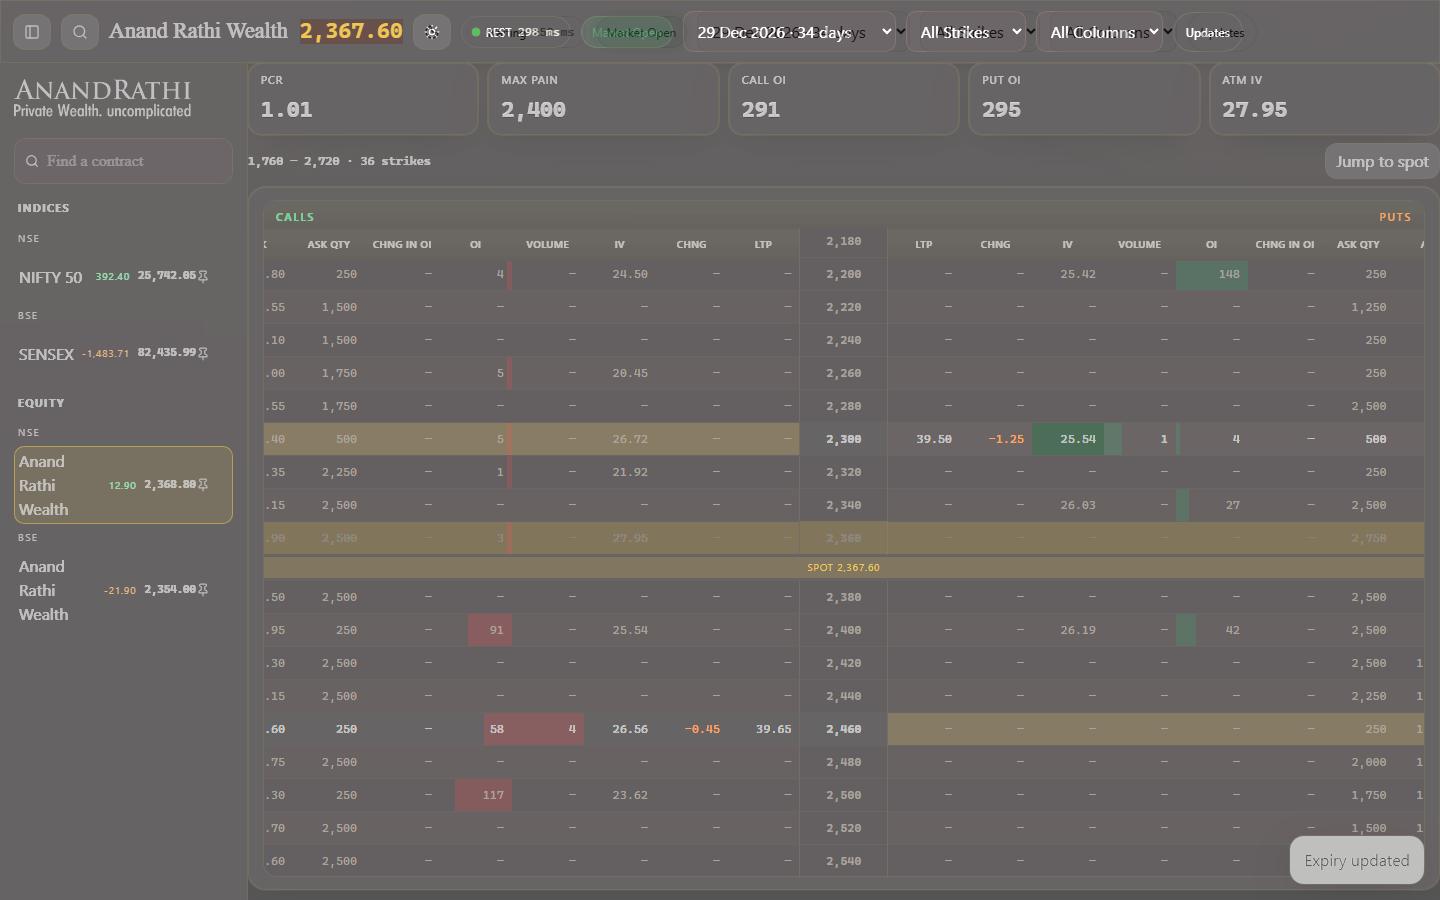 Anand Rathi Wealth 2,367.60 REST 298 ms Market Open 29 Dec 2026 · 34 days All Strikes All Columns Updates
ANANDRATHI
Private Wealth. uncomplicated
Find a contract
INDICES
NSE
NIFTY 50 392.40 25,742.05
BSE
SENSEX -1,483.71 82,435.99
EQUITY
NSE
Anand Rathi Wealth 12.90 2,368.80
BSE
Anand Rathi Wealth -21.90 2,354.00
PCR
1.01
MAX PAIN
2,400
CALL OI
291
PUT OI
295
ATM IV
27.95
1,760 – 2,720 · 36 strikes
Jump to spot
CALLS PUTS
ASK QTY CHNG IN OI OI VOLUME IV CHNG LTP 2,180 LTP CHNG IV VOLUME OI CHNG IN OI ASK QTY
.80 250 – 4 – 24.50 – – 2,200 – – 25.42 – 148 – 250
.55 1,500 – – – – – – 2,220 – – – – – – 1,250
.10 1,500 – – – – – – 2,240 – – – – – – 250
.00 1,750 – 5 – 20.45 – – 2,260 – – – – – – 250
.55 1,750 – – – – – – 2,280 – – – – – – 2,500
.40 500 – 5 – 26.72 – – 2,300 39.50 -1.25 25.54 1 4 – 500
.35 2,250 – 1 – 21.92 – – 2,320 – – – – – – 250
.15 2,500 – – – – – – 2,340 – – 26.03 – 27 – 2,500
.90 2,500 – 3 – 27.95 – – 2,360 – – – – – – 2,750
SPOT 2,367.60
.50 2,500 – – – – – – 2,380 – – – – – – 2,500
.95 250 – 91 – 25.54 – – 2,400 – – 26.19 – 42 – 2,500
.30 2,500 – – – – – – 2,420 – – – – – – 2,500 1
.15 2,500 – – – – – – 2,440 – – – – – – 2,250 1
.60 250 – 58 4 26.56 -0.45 39.65 2,460 – – – – – – 250 1
.75 2,500 – – – – – – 2,480 – – – – – – 2,000 1
.30 250 – 117 – 23.62 – – 2,500 – – – – – – 1,750 1
.70 2,500 – – – – – – 2,520 – – – – – – 1,500 1
.60 2,500 – – – – – – 2,540 – – – – – –
Expiry updated